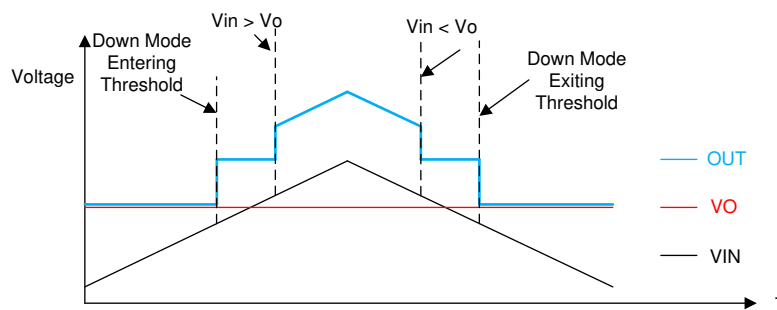 Vin > Vo
Vin < Vo
Down Mode
Entering
Threshold
Down Mode
Exiting
Threshold
Voltage
OUT
VO
VIN